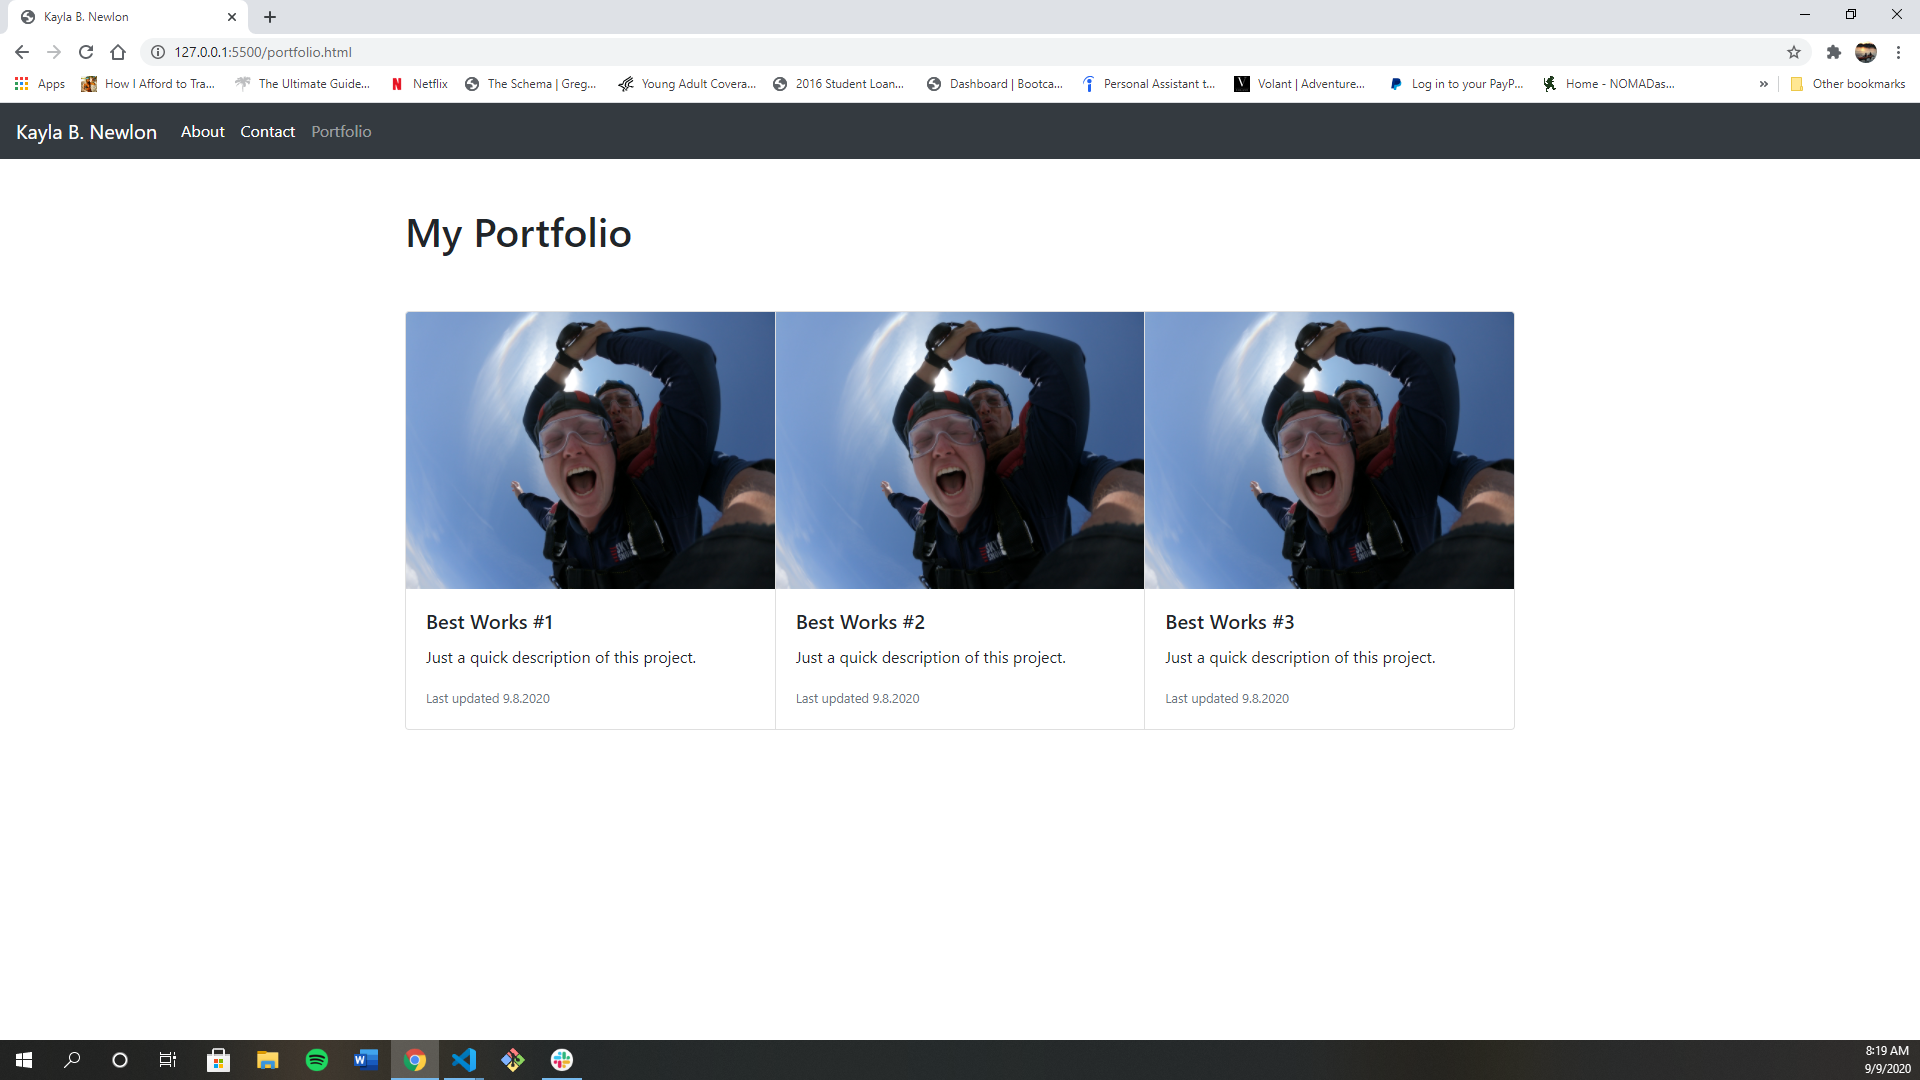 Kayla B. Newlon
127.0.0.1:5500/portfolio.html
Apps How I Afford to Tra... The Ultimate Guide... Netflix The Schema | Greg... Young Adult Covera... 2016 Student Loan... Dashboard | Bootca... Personal Assistant t... Volant | Adventure... Log in to your PayP... Home - NOMADas... » Other bookmarks
Kayla B. Newlon About Contact Portfolio
My Portfolio
Best Works #1
Just a quick description of this project.
Last updated 9.8.2020
Best Works #2
Just a quick description of this project.
Last updated 9.8.2020
Best Works #3
Just a quick description of this project.
Last updated 9.8.2020
8:19 AM
9/9/2020